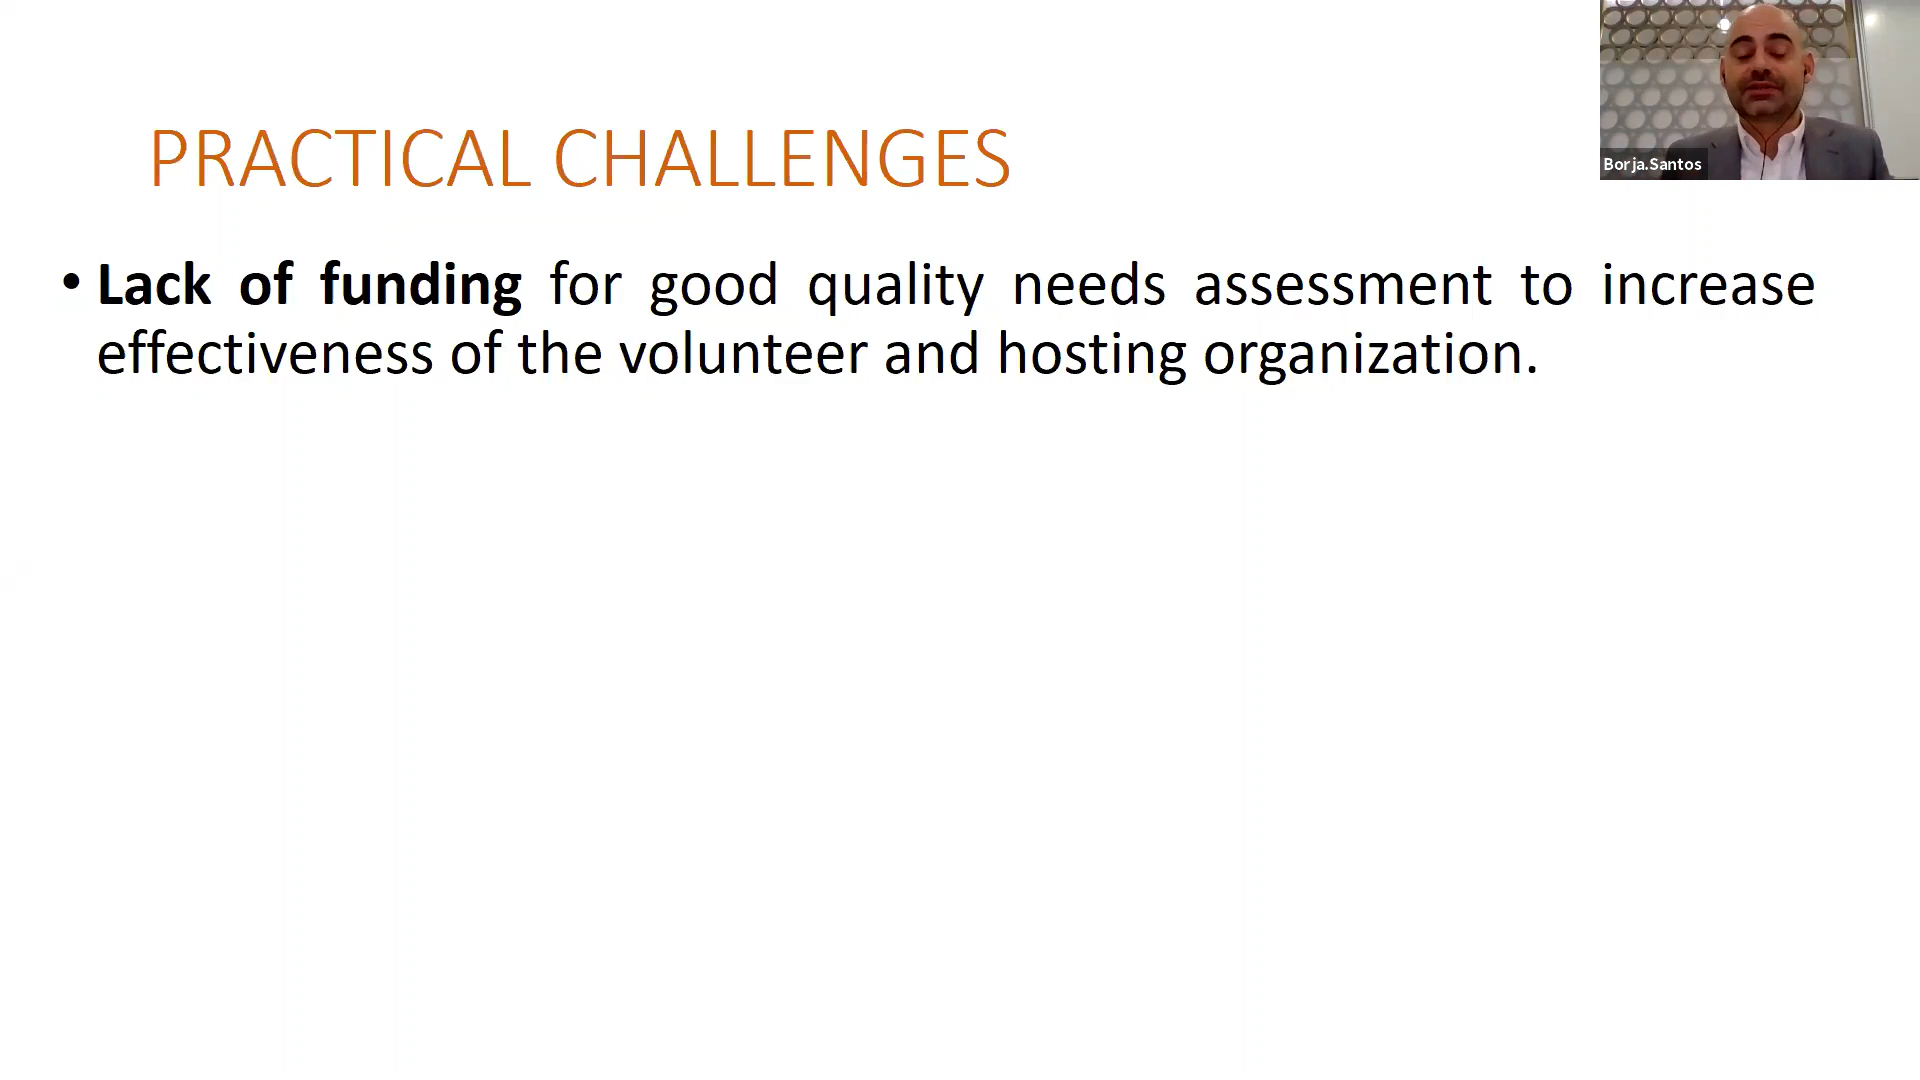 PRACTICAL CHALLENGES
• Lack of funding for good quality needs assessment to increase
effectiveness of the volunteer and hosting organization.
Borja.Santos